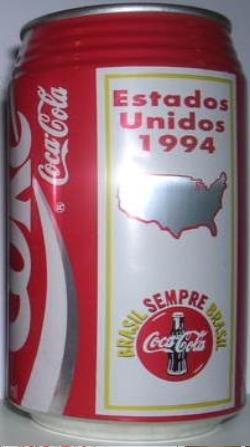 Coke
Coca-Cola
®
Estados
Unidos
1994
BRASIL SEMPRE BRASIL
Coca-Cola